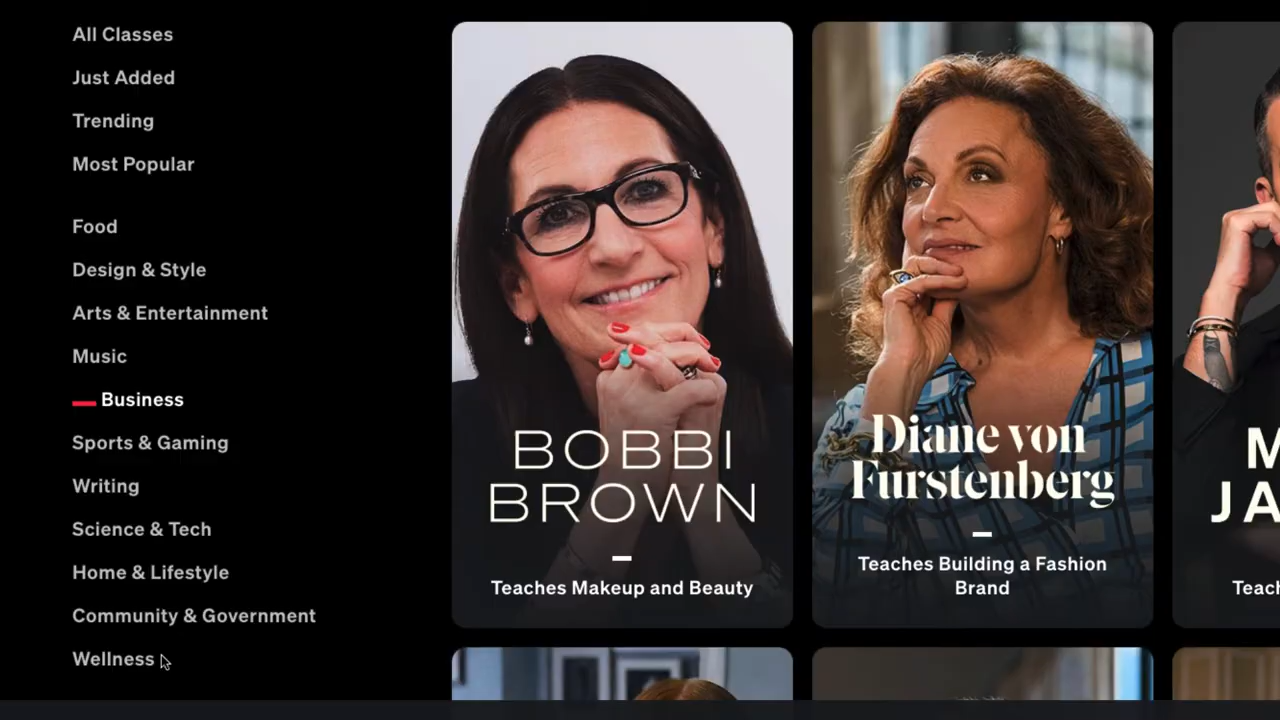 All Classes
Just Added
Trending
Most Popular
Food
Design & Style
Arts & Entertainment
Music
Business
Sports & Gaming
Writing
Science & Tech
Home & Lifestyle
Community & Government
Wellness
BOBBI
BROWN
Teaches Makeup and Beauty
Diane von
Furstenberg
Teaches Building a Fashion
Brand